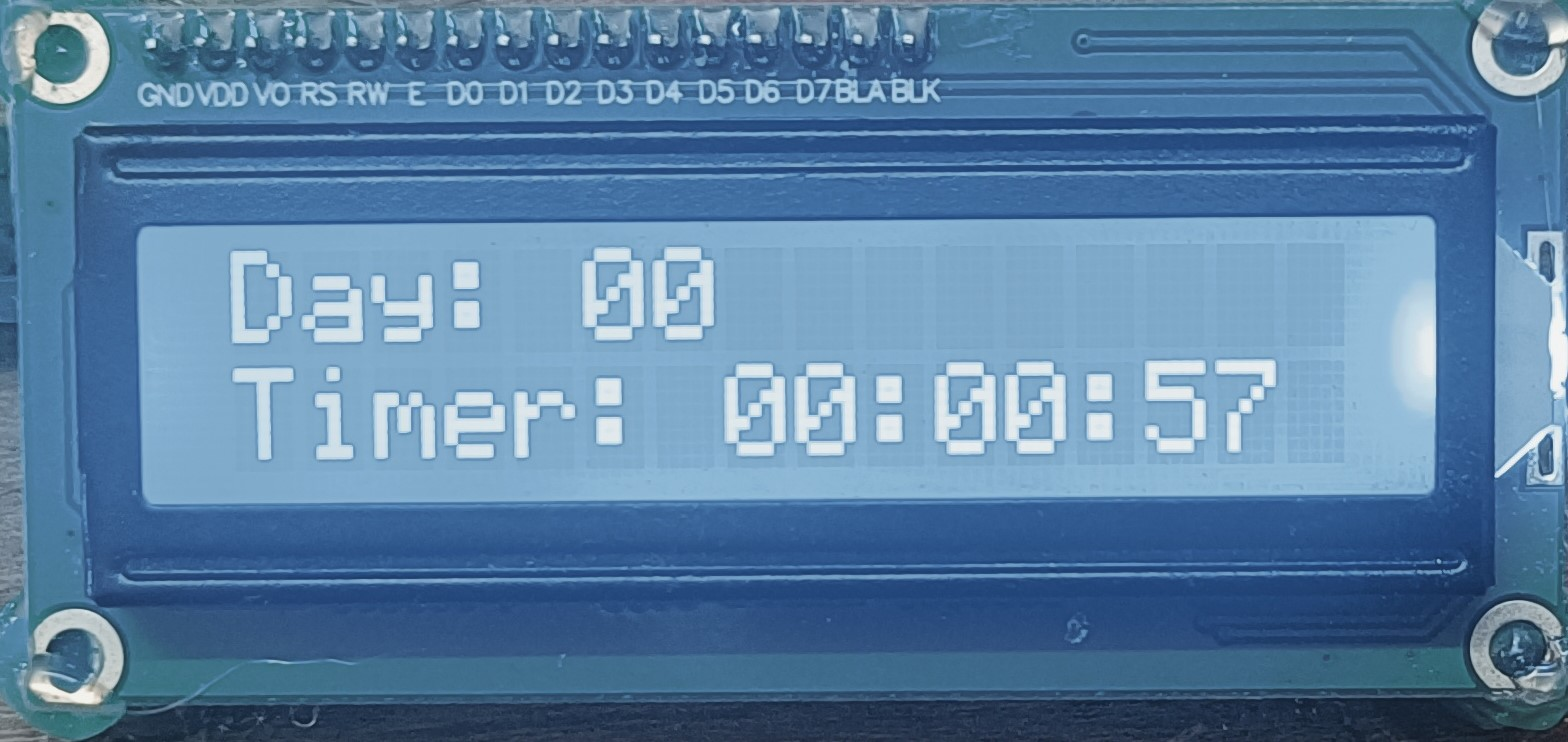 GND VDD VO RS RW E D0 D1 D2 D3 D4 D5 D6 D7 BLA BLK
Day: 00
Timer: 00:00:57